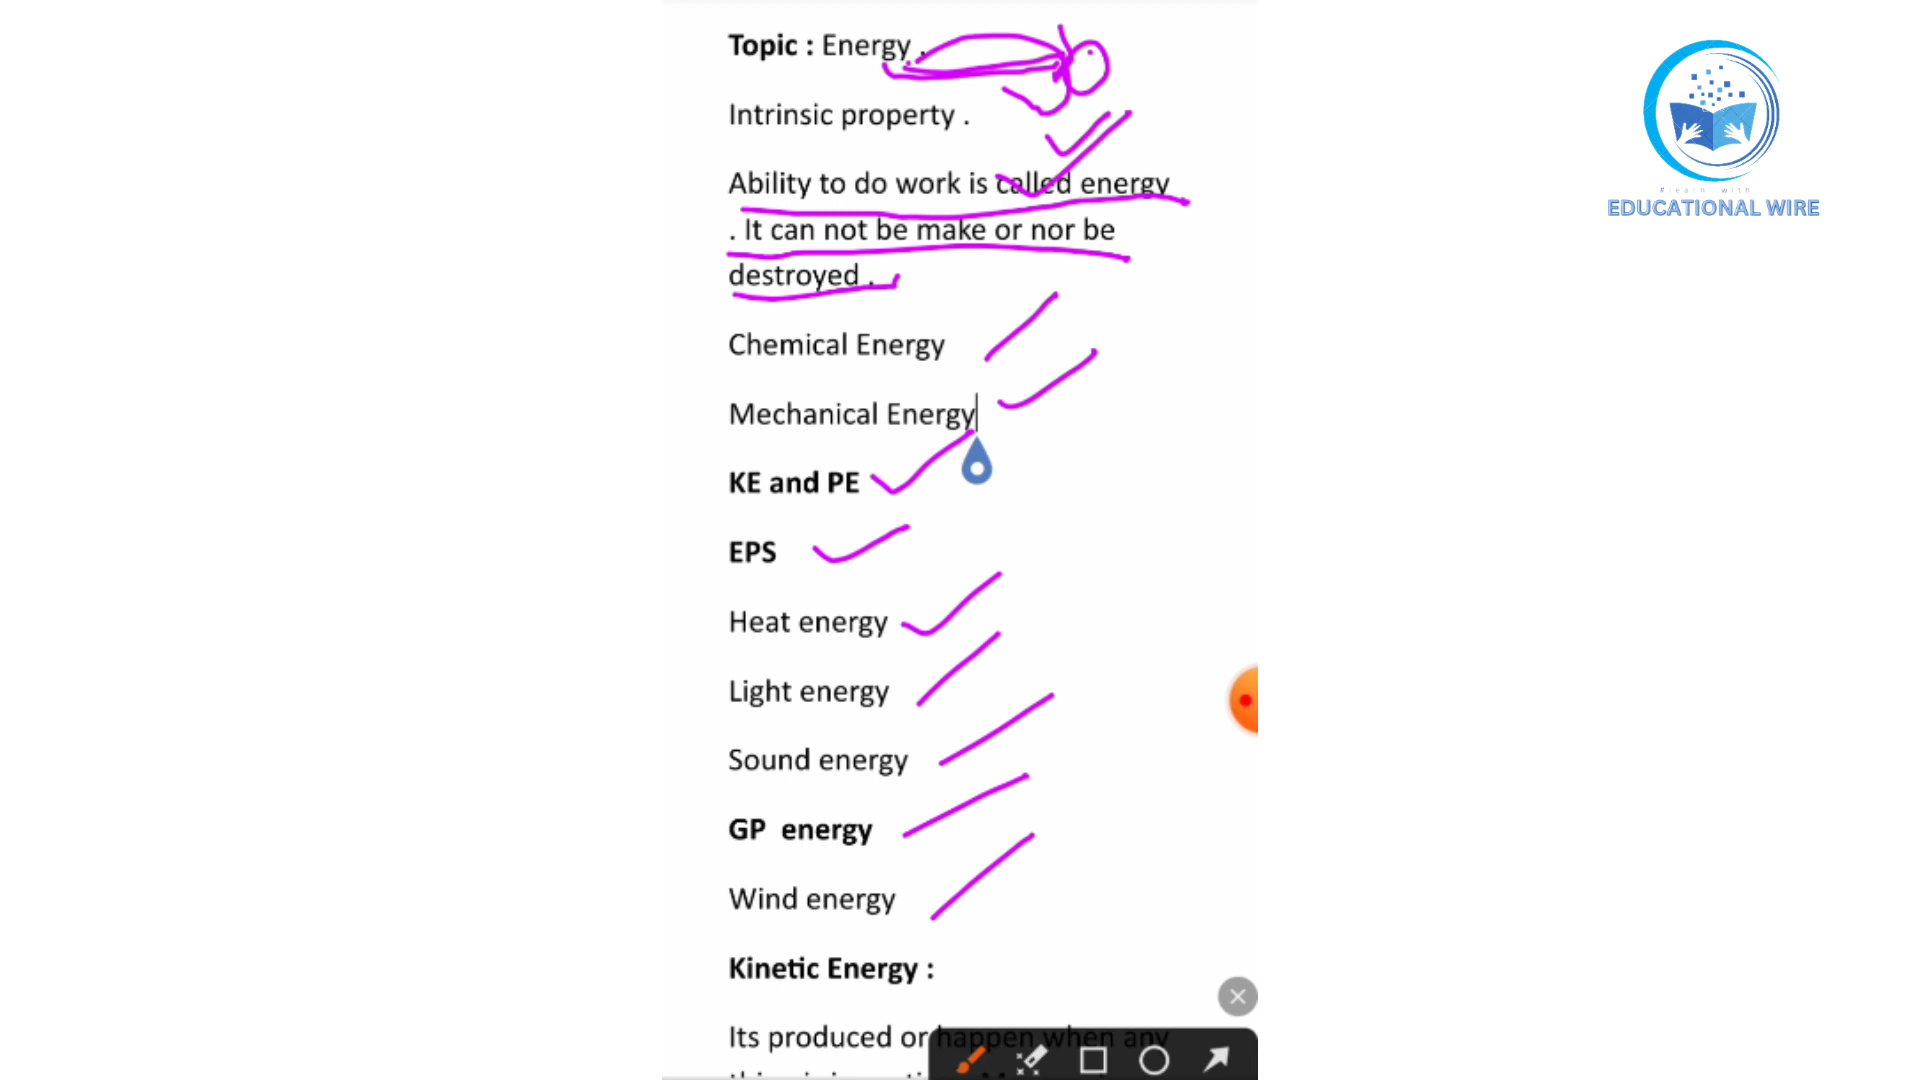 Topic : Energy .
Intrinsic property .
Ability to do work is called energy
. It can not be make or nor be
destroyed .
Chemical Energy
Mechanical Energy
KE and PE
EPS
Heat energy
Light energy
Sound energy
GP energy
Wind energy
Kinetic Energy :
Its produced or happen when any
#learn with
EDUCATIONAL WIRE